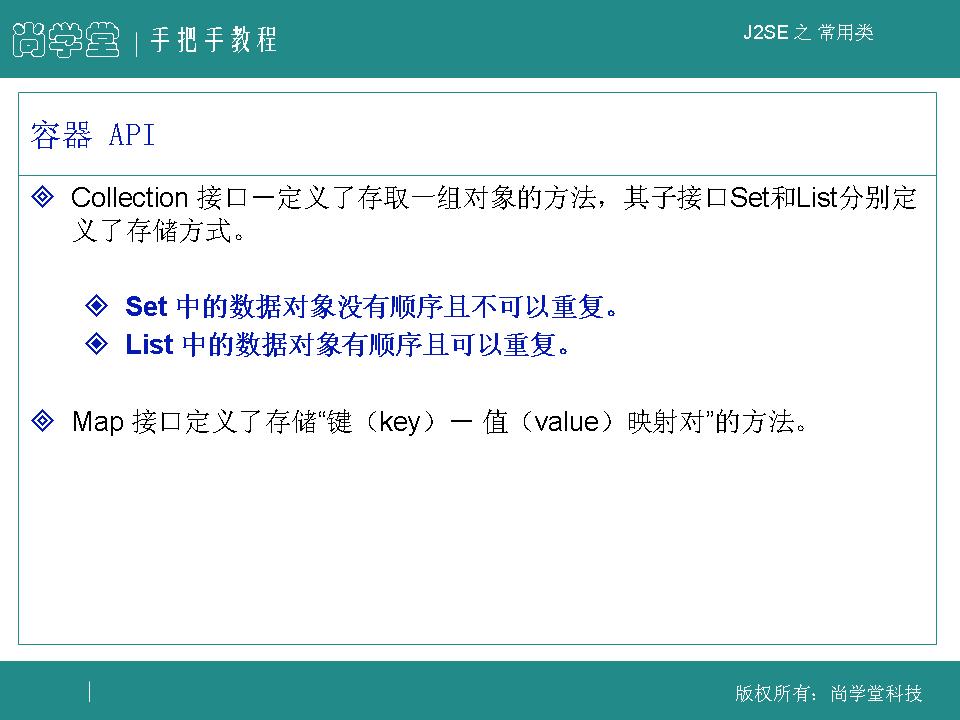 尚学堂 | 手把手教程
J2SE 之 常用类
容器 API
Collection 接口－定义了存取一组对象的方法，其子接口Set和List分别定
义了存储方式。
Set 中的数据对象没有顺序且不可以重复。
List 中的数据对象有顺序且可以重复。
Map 接口定义了存储“键（key）－ 值（value）映射对”的方法。
版权所有：尚学堂科技